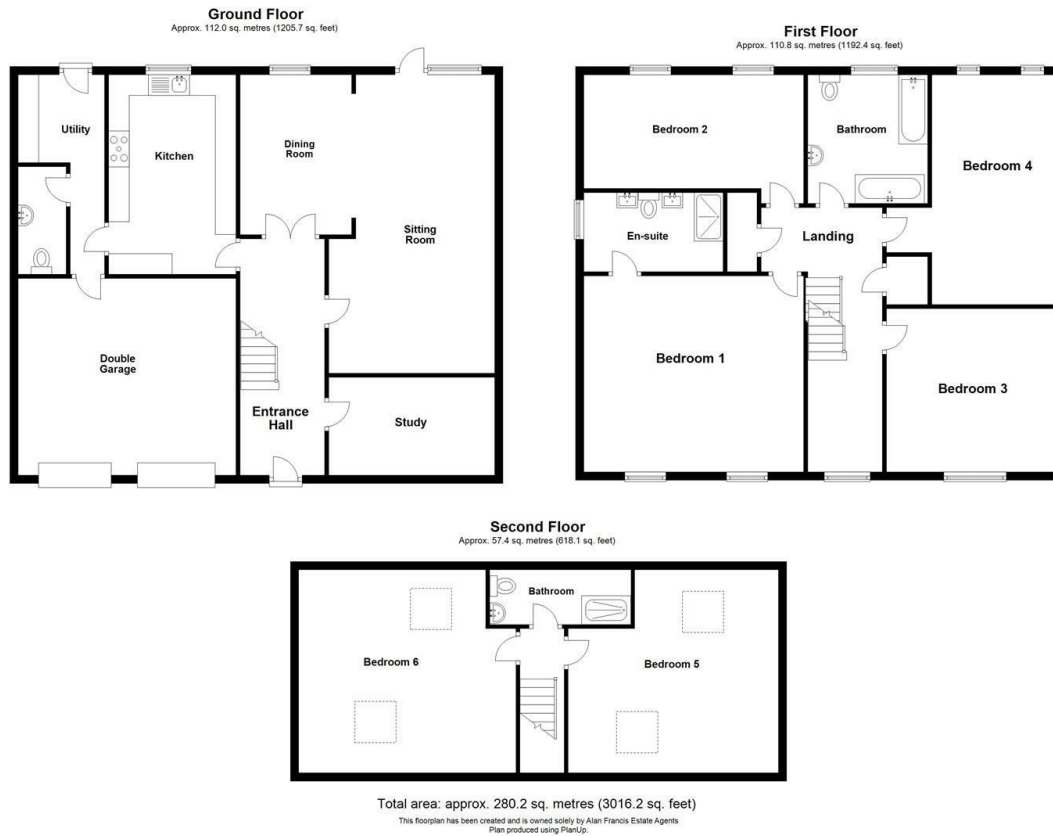 Ground Floor
Approx. 112.0 sq. metres (1205.7 sq. feet)
Utility
Kitchen
Dining
Room
Sitting
Room
Double
Garage
Entrance
Hall
Study
First Floor
Approx. 110.8 sq. metres (1192.4 sq. feet)
Bedroom 2
Bathroom
Bedroom 4
En-suite
Landing
Bedroom 1
Bedroom 3
Second Floor
Approx. 57.4 sq. metres (618.1 sq. feet)
Bathroom
Bedroom 6
Bedroom 5
Total area: approx. 280.2 sq. metres (3016.2 sq. feet)
This floorplan has been created and is owned solely by Alan Francis Estate Agents
Plan produced using PlanUp.